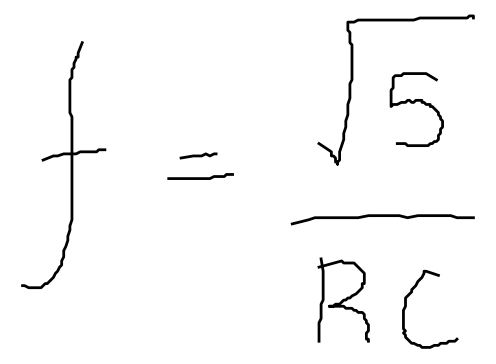 f = √5 / RC